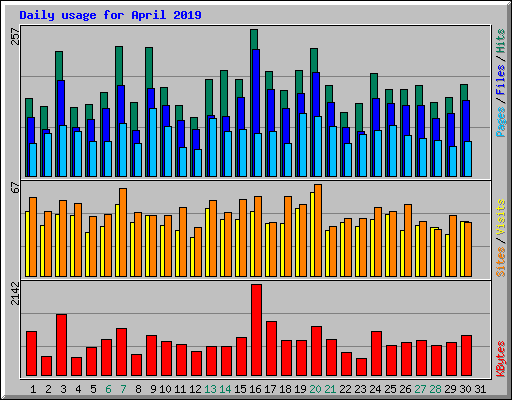 Daily usage for April 2019
257
Pages / Files / Hits
67
Sites / Visits
2142
KBytes
1 2 3 4 5 6 7 8 9 10 11 12 13 14 15 16 17 18 19 20 21 22 23 24 25 26 27 28 29 30 31